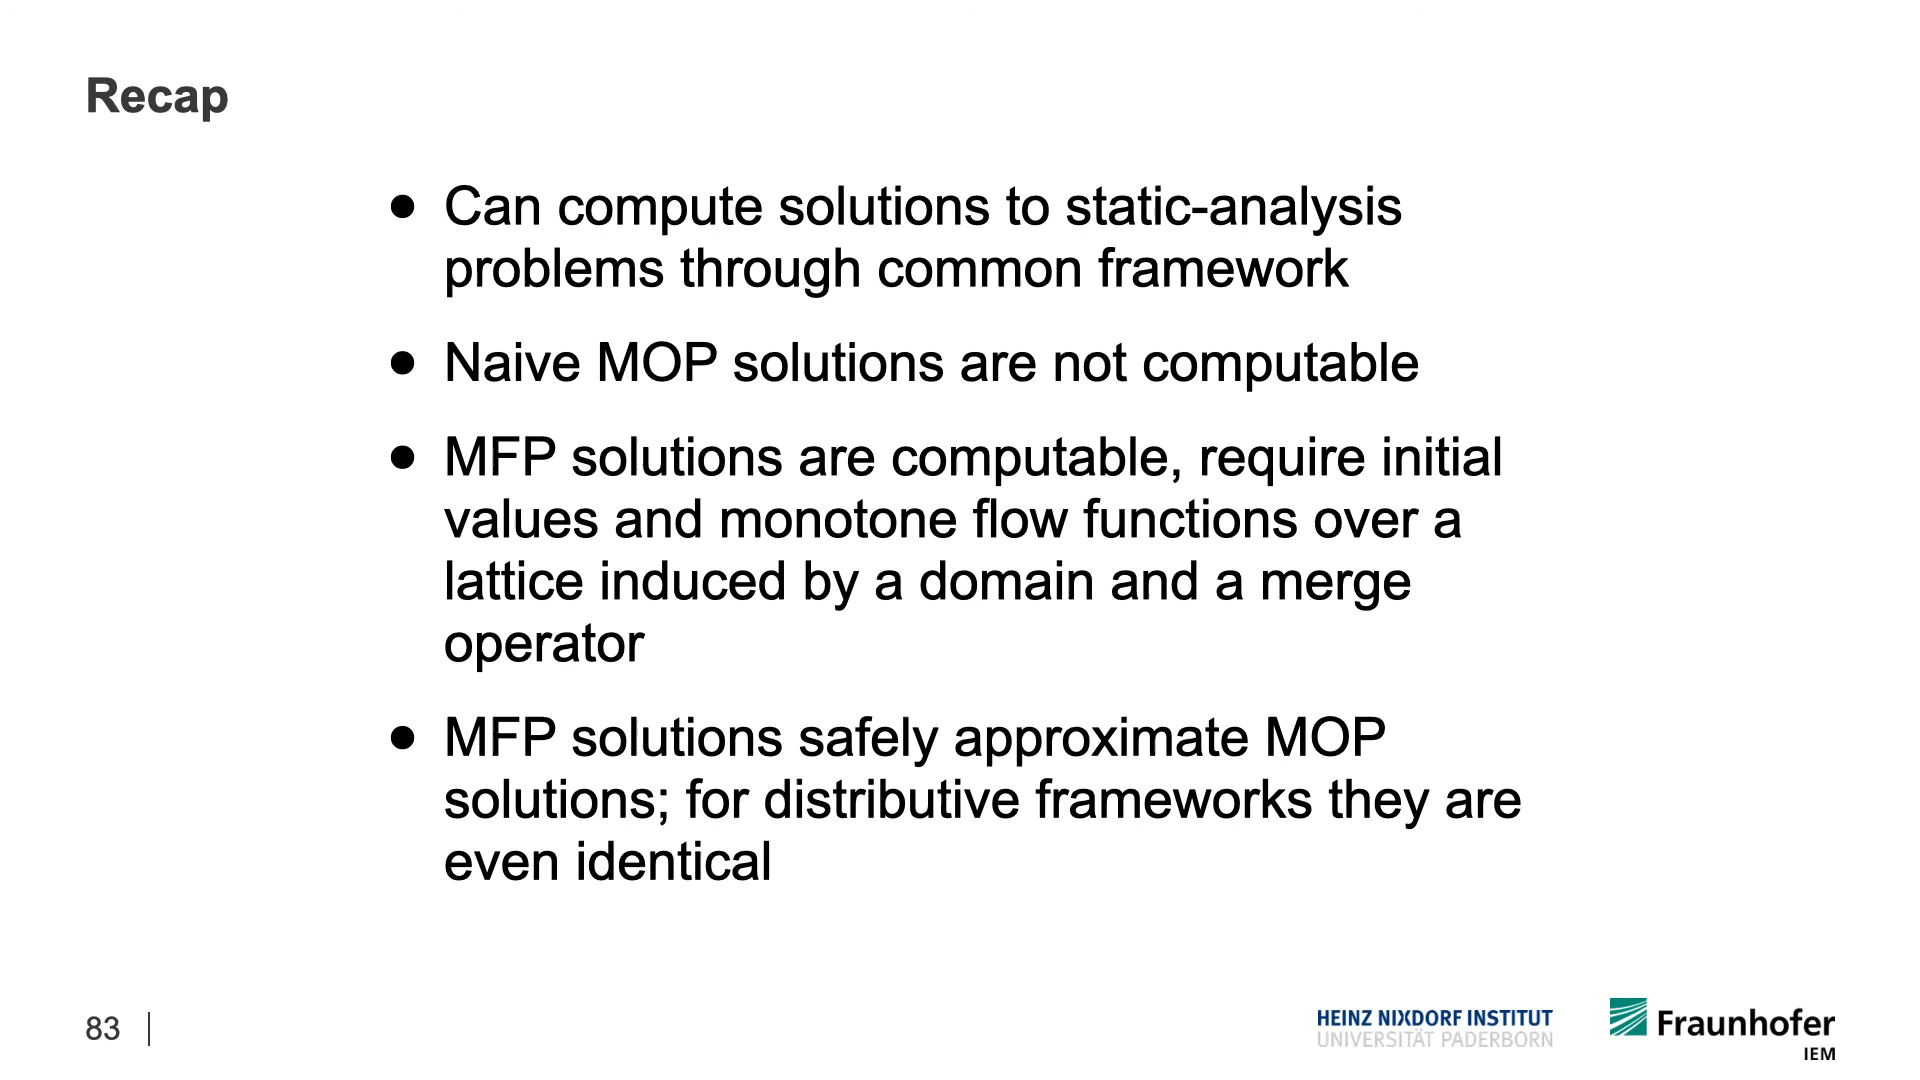 Recap
● Can compute solutions to static-analysis
problems through common framework
● Naive MOP solutions are not computable
● MFP solutions are computable, require initial
values and monotone flow functions over a
lattice induced by a domain and a merge
operator
● MFP solutions safely approximate MOP
solutions; for distributive frameworks they are
even identical
83
HEINZ NIXDORF INSTITUT
UNIVERSITÄT PADERBORN
Fraunhofer
IEM